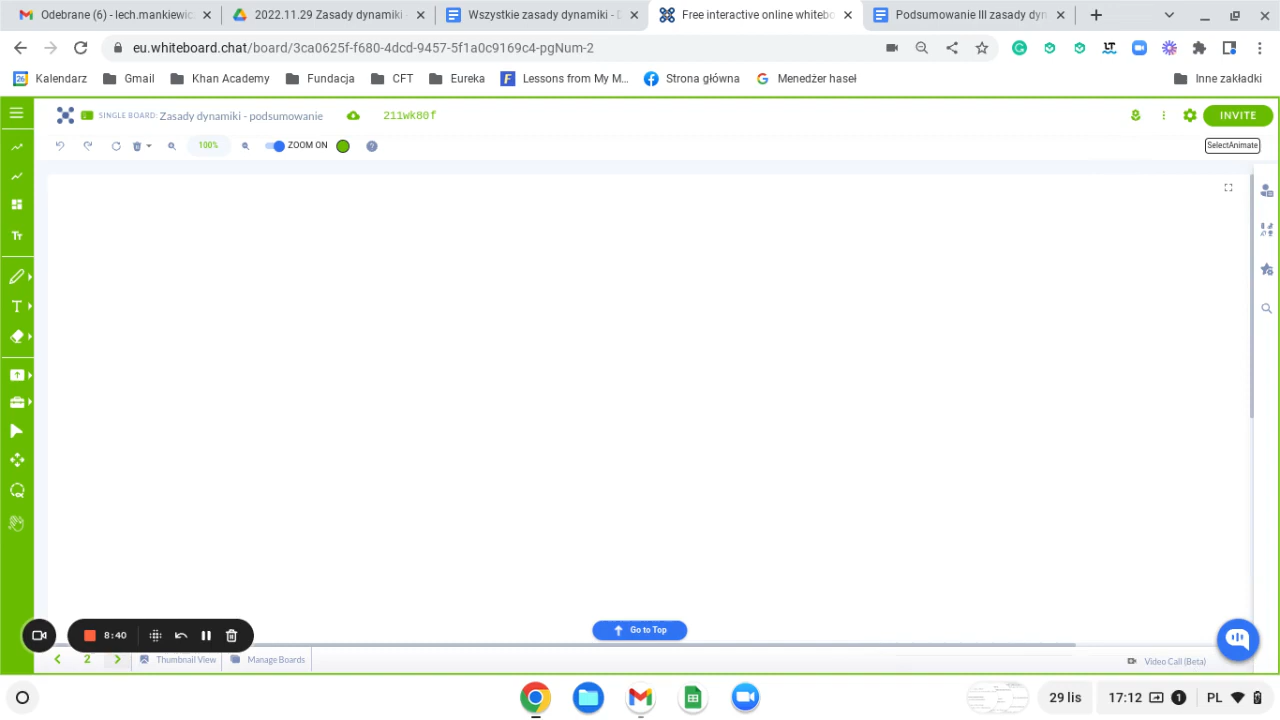 Odebrane (6) - lech.mankiewic
2022.11.29 Zasady dynamiki -
Wszystkie zasady dynamiki - D
Free interactive online whitebo
Podsumowanie III zasady dyn
eu.whiteboard.chat/board/3ca0625f-f680-4dcd-9457-5f1a0c9169c4-pgNum-2
Kalendarz
Gmail
Khan Academy
Fundacja
CFT
Eureka
Lessons from My M...
Strona główna
Menedżer haseł
Inne zakładki
SINGLE BOARD: Zasady dynamiki - podsumowanie
211wk80f
INVITE
100%
ZOOM ON
SelectAnimate
Tт
T
8:40
Go to Top
2
Thumbnail View
Manage Boards
Video Call (Beta)
29 lis
17:12
1
PL